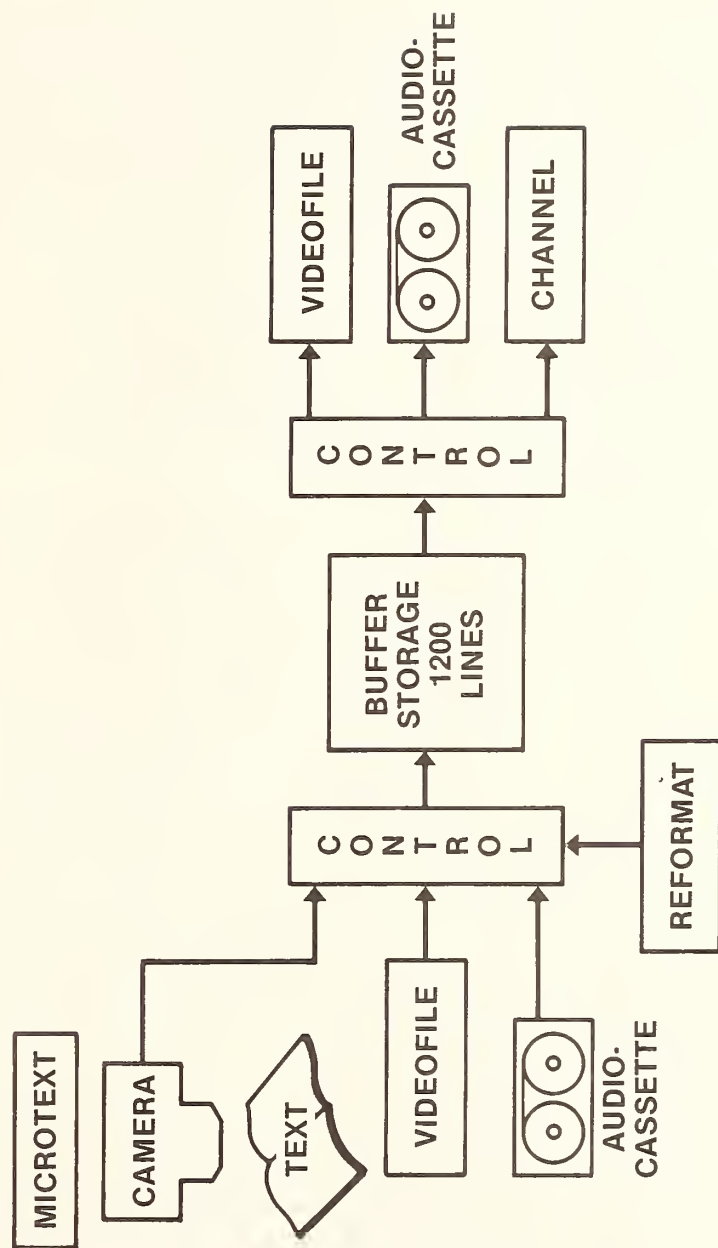 MICROTEXT
CAMERA
TEXT
VIDEOFILE
AUDIO-
CASSETTE
CONTROL
REFORMAT
BUFFER
STORAGE
1200
LINES
CONTROL
VIDEOFILE
AUDIO-
CASSETTE
CHANNEL